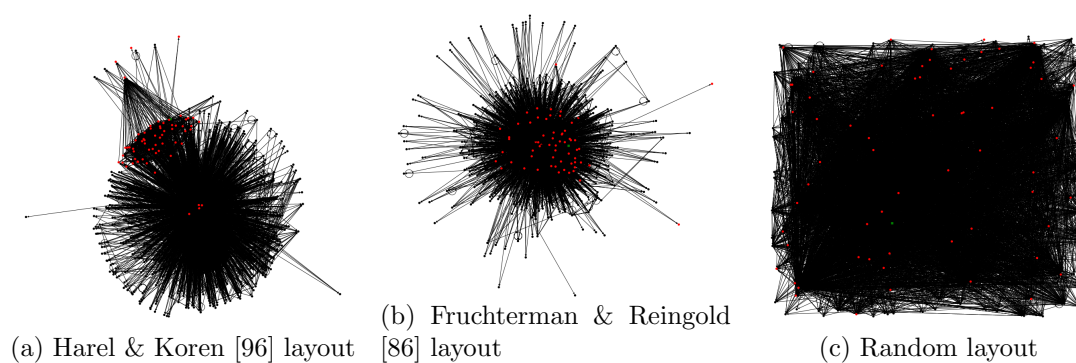 (a) Harel & Koren [96] layout
(b) Fruchterman & Reingold
[86] layout
(c) Random layout